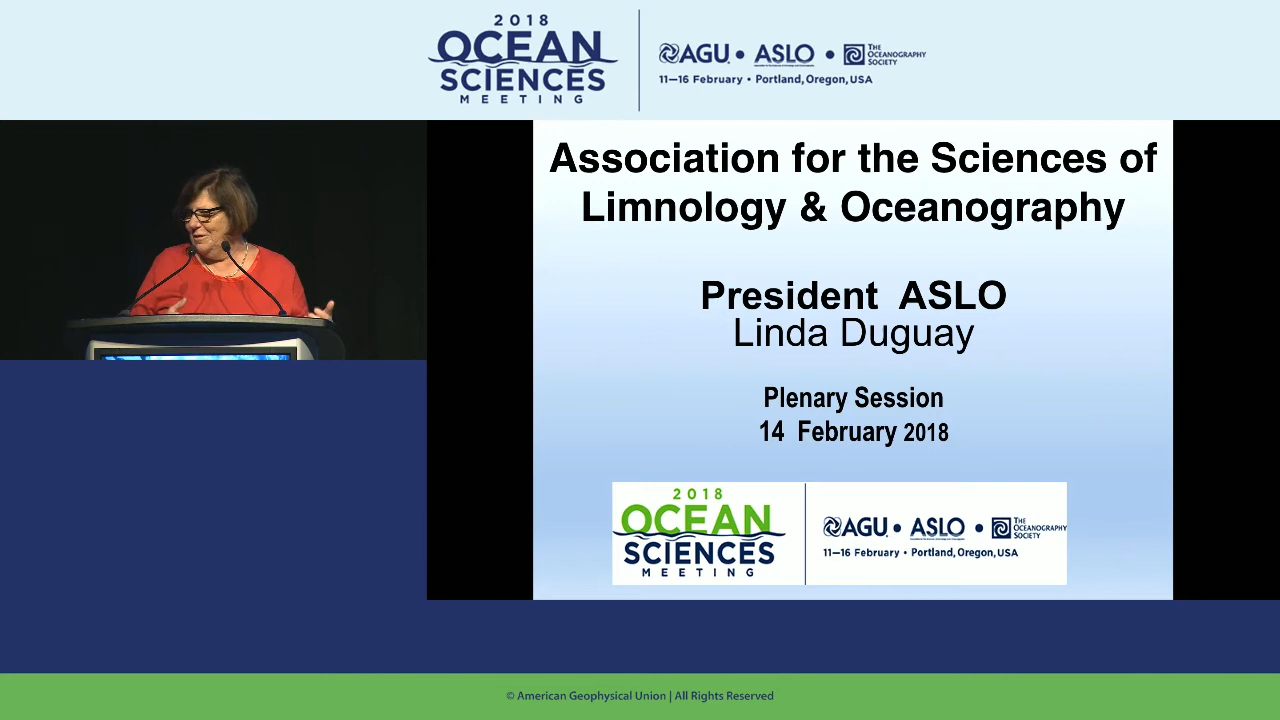 2018
OCEAN
SCIENCES
MEETING
AGU • ASLO • THE OCEANOGRAPHY SOCIETY
11–16 February • Portland, Oregon, USA
Association for the Sciences of
Limnology & Oceanography
President ASLO
Linda Duguay
Plenary Session
14 February 2018
2018
OCEAN
SCIENCES
MEETING
AGU • ASLO • THE OCEANOGRAPHY SOCIETY
11–16 February • Portland, Oregon, USA
© American Geophysical Union | All Rights Reserved